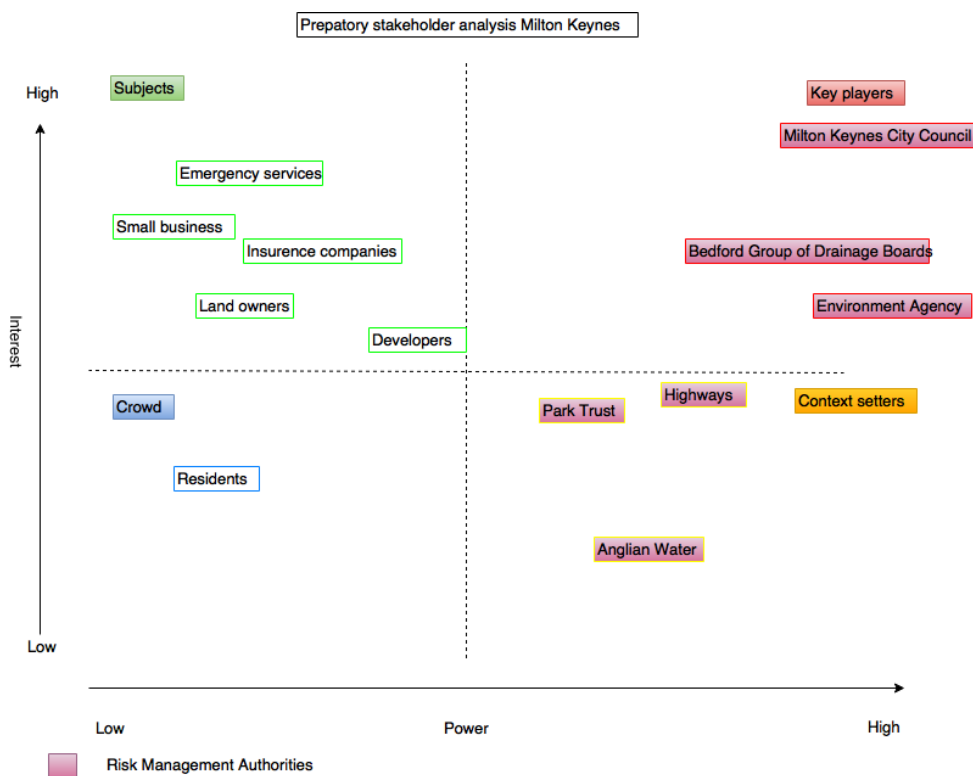 Prepatory stakeholder analysis Milton Keynes
High
Subjects
Key players
Milton Keynes City Council
Emergency services
Small business
Insurence companies
Bedford Group of Drainage Boards
Land owners
Environment Agency
Developers
Interest
Crowd
Park Trust
Highways
Context setters
Residents
Anglian Water
Low
Low
Power
High
Risk Management Authorities